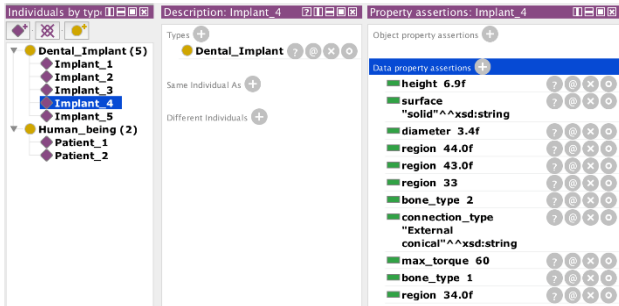 Individuals by type
Dental_Implant (5)
Implant_1
Implant_2
Implant_3
Implant_4
Implant_5
Human_being (2)
Patient_1
Patient_2
Description: Implant_4
Types
Dental_Implant
Same Individual As
Different Individuals
Property assertions: Implant_4
Object property assertions
Data property assertions
height 6.9f
surface
"solid"^^xsd:string
diameter 3.4f
region 44.0f
region 43.0f
region 33
bone_type 2
connection_type
"External
conical"^^xsd:string
max_torque 60
bone_type 1
region 34.0f